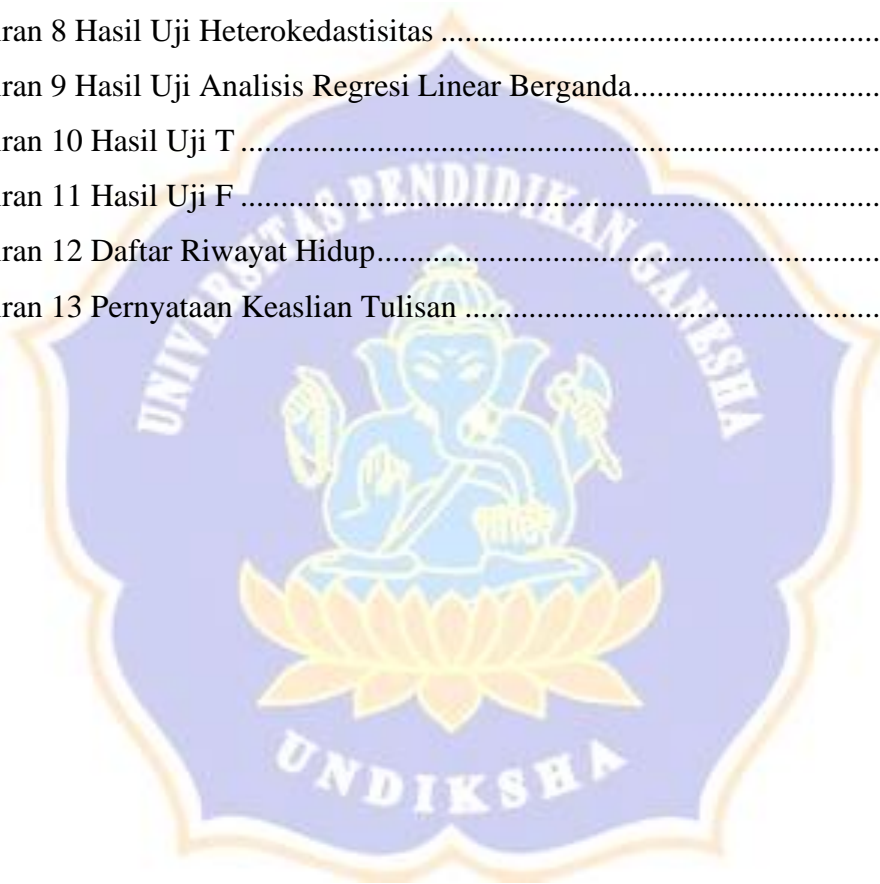 ran 8 Hasil Uji Heterokedastisitas ........................................................
ran 9 Hasil Uji Analisis Regresi Linear Berganda................................
ran 10 Hasil Uji T ..................................................................................
ran 11 Hasil Uji F ..................................................................................
ran 12 Daftar Riwayat Hidup.................................................................
ran 13 Pernyataan Keaslian Tulisan .....................................................
UNIVERSITAS PENDIDIKAN GANESHA
UNDIKSHA